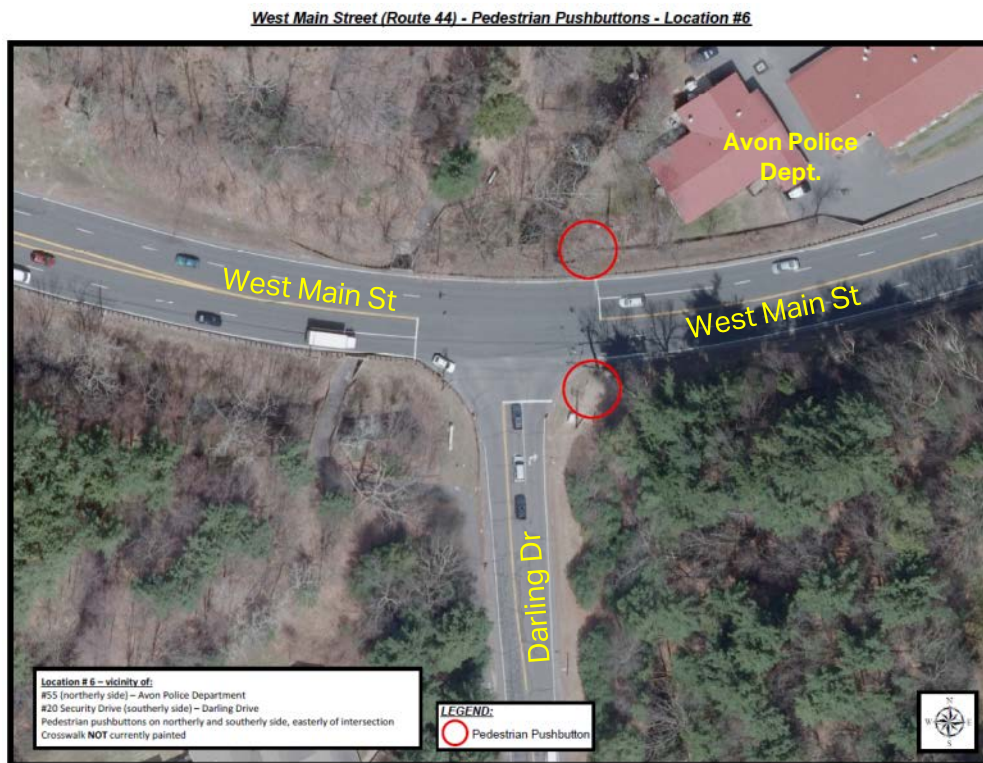 West Main Street (Route 44) - Pedestrian Pushbuttons - Location #6
Avon Police
Dept.
West Main St
West Main St
Darling Dr
Location # 6 – vicinity of:
#55 (northerly side) – Avon Police Department
#20 Security Drive (southerly side) – Darling Drive
Pedestrian pushbuttons on northerly and southerly side, easterly of intersection
Crosswalk NOT currently painted
LEGEND:
Pedestrian Pushbutton
N
W E
S